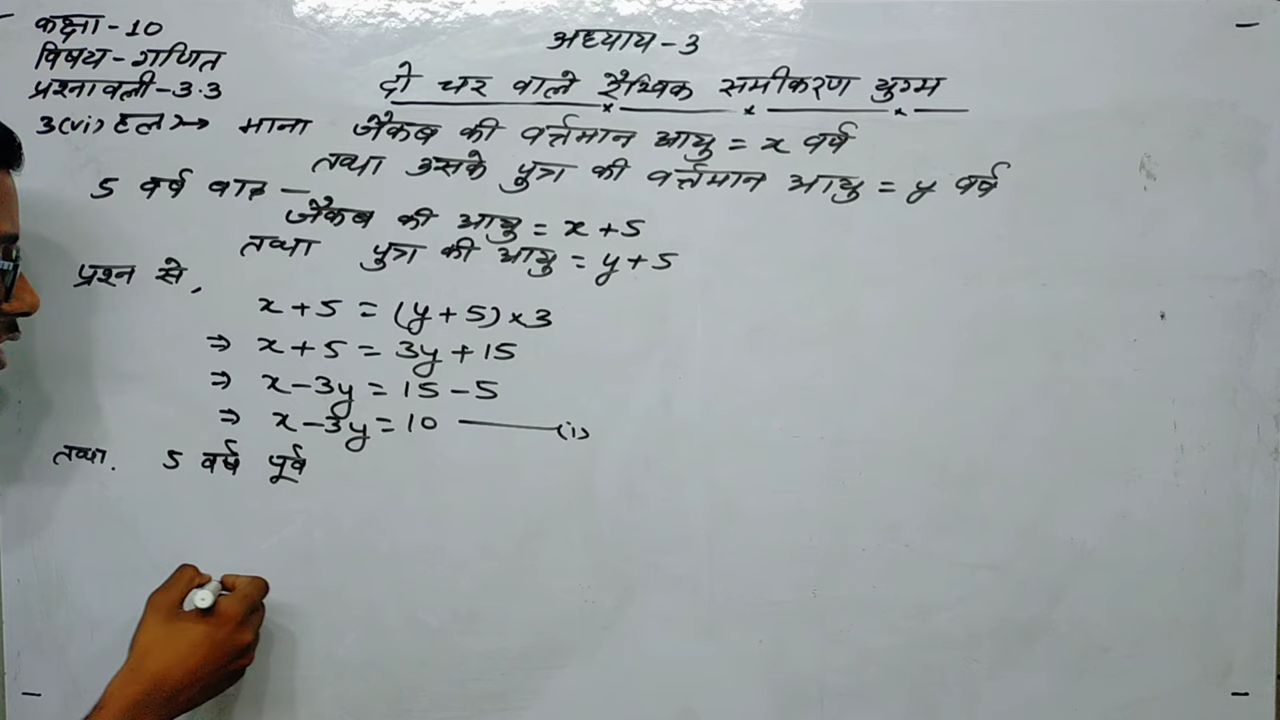 कक्षा-10
विषय-गणित
प्रश्नावली-3.3
अध्याय-3
दो चर वाले रैखिक समीकरण युग्म
3(vi) हल→ माना जैकब की वर्त्तमान आयु = x वर्ष
तथा उसके पुत्र की वर्त्तमान आयु = y वर्ष
5 वर्ष बाद –
जैकब की आयु = x+5
तथा पुत्र की आयु = y+5
प्रश्न से,
x+5 = (y+5)×3
⇒ x+5 = 3y+15
⇒ x-3y = 15-5
⇒ x-3y = 10 ——— (i)
तथा. 5 वर्ष पूर्व